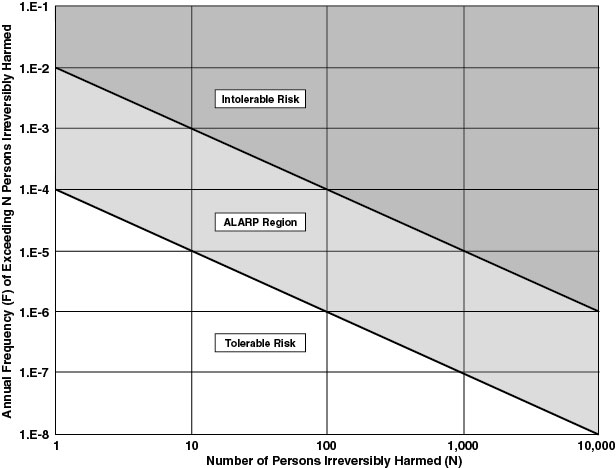 Annual Frequency (F) of Exceeding N Persons Irreversibly Harmed
1.E-1
1.E-2
1.E-3
1.E-4
1.E-5
1.E-6
1.E-7
1.E-8
Intolerable Risk
ALARP Region
Tolerable Risk
1 10 100 1,000 10,000
Number of Persons Irreversibly Harmed (N)